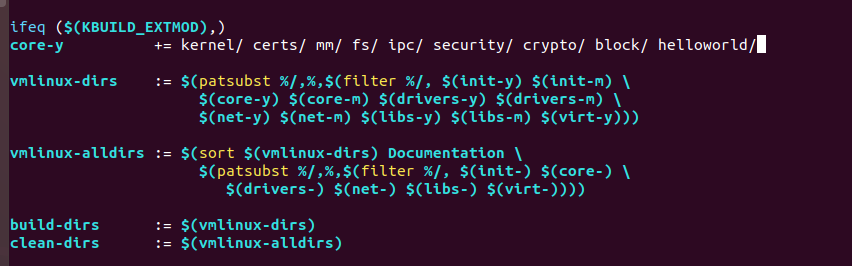 ifeq ($(KBUILD_EXTMOD),)
core-y += kernel/ certs/ mm/ fs/ ipc/ security/ crypto/ block/ helloworld/
vmlinux-dirs := $(patsubst %/,%,$(filter %/, $(init-y) $(init-m) \
$(core-y) $(core-m) $(drivers-y) $(drivers-m) \
$(net-y) $(net-m) $(libs-y) $(libs-m) $(virt-y)))
vmlinux-alldirs := $(sort $(vmlinux-dirs) Documentation \
$(patsubst %/,%,$(filter %/, $(init-) $(core-) \
$(drivers-) $(net-) $(libs-) $(virt-))))
build-dirs := $(vmlinux-dirs)
clean-dirs := $(vmlinux-alldirs)